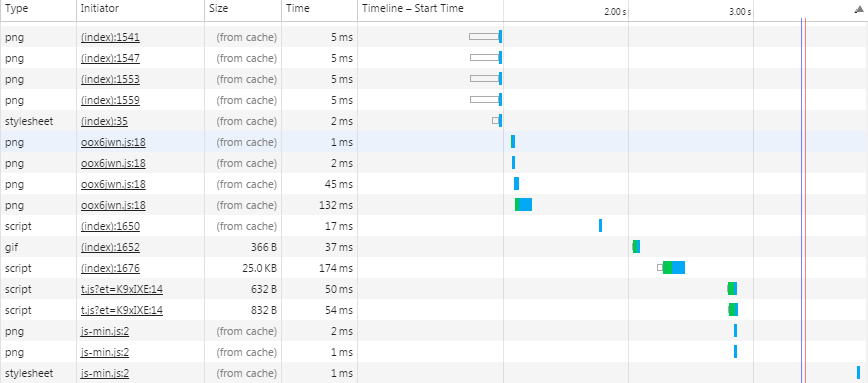 Type Initiator Size Time Timeline – Start Time 2.00 s 3.00 s
png (index):1541 (from cache) 5 ms
png (index):1547 (from cache) 5 ms
png (index):1553 (from cache) 5 ms
png (index):1559 (from cache) 5 ms
stylesheet (index):35 (from cache) 2 ms
png oox6jwn.js:18 (from cache) 1 ms
png oox6jwn.js:18 (from cache) 2 ms
png oox6jwn.js:18 (from cache) 45 ms
png oox6jwn.js:18 (from cache) 132 ms
script (index):1650 (from cache) 17 ms
gif (index):1652 366 B 37 ms
script (index):1676 25.0 KB 174 ms
script t.js?et=K9xIXE:14 632 B 50 ms
script t.js?et=K9xIXE:14 832 B 54 ms
png js-min.js:2 (from cache) 2 ms
png js-min.js:2 (from cache) 1 ms
stylesheet js-min.js:2 (from cache) 1 ms